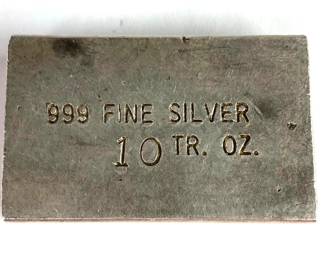 999 FINE SILVER
10 TR. OZ.